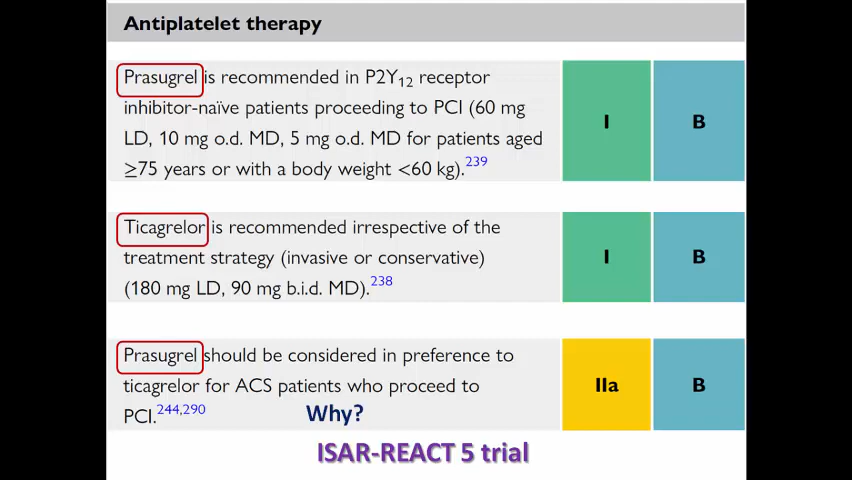 Antiplatelet therapy
Prasugrel is recommended in P2Y12 receptor
inhibitor-naïve patients proceeding to PCI (60 mg
LD, 10 mg o.d. MD, 5 mg o.d. MD for patients aged
≥75 years or with a body weight <60 kg).239
I
B
Ticagrelor is recommended irrespective of the
treatment strategy (invasive or conservative)
(180 mg LD, 90 mg b.i.d. MD).238
I
B
Prasugrel should be considered in preference to
ticagrelor for ACS patients who proceed to
PCI.244,290
IIa
B
Why?
ISAR-REACT 5 trial